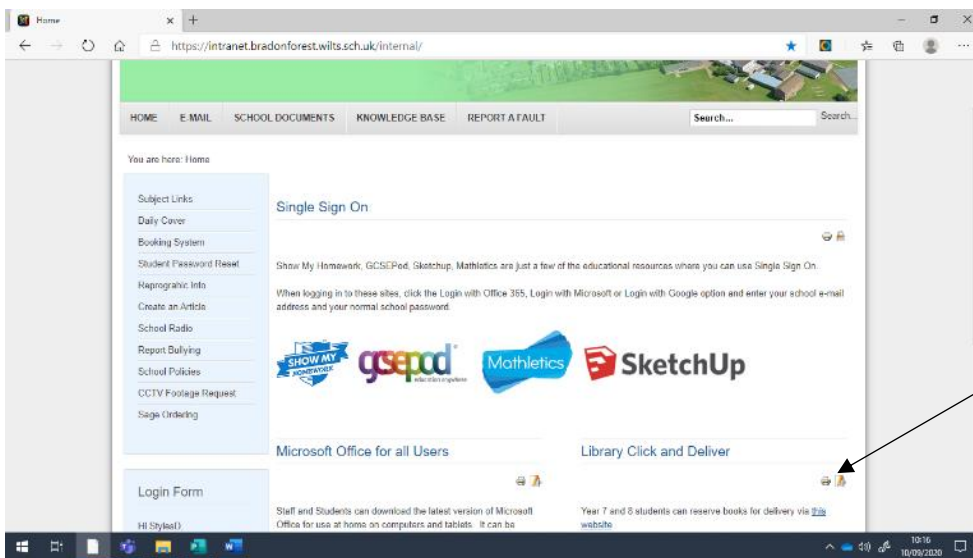 Home
https://intranet.bradonforest.wilts.sch.uk/internal/
HOME E.MAIL SCHOOL DOCUMENTS KNOWLEDGE BASE REPORT A FAULT
Search... Search...
You are here: Home
Subject Links
Daily Cover
Booking System
Student Password Reset
Reprographic Info
Create an Article
School Radio
Report Bullying
School Policies
CCTV Footage Request
Sage Ordering
Login Form
Hi StylesD,
Single Sign On
Show My Homework, GCSEPod, Sketchup, Mathletics are just a few of the educational resources where you can use Single Sign On.
When logging in to these sites, click the Login with Office 365, Login with Microsoft or Login with Google option and enter your school e-mail
address and your normal school password.
SHOW MY
HOMEWORK
gcsepod
education anywhere
Mathletics
SketchUp
Microsoft Office for all Users
Staff and Students can download the latest version of Microsoft
Office for use at home on computers and tablets. It can be
Library Click and Deliver
Year 7 and 8 students can reserve books for delivery via this
website
10:16
10/09/2020